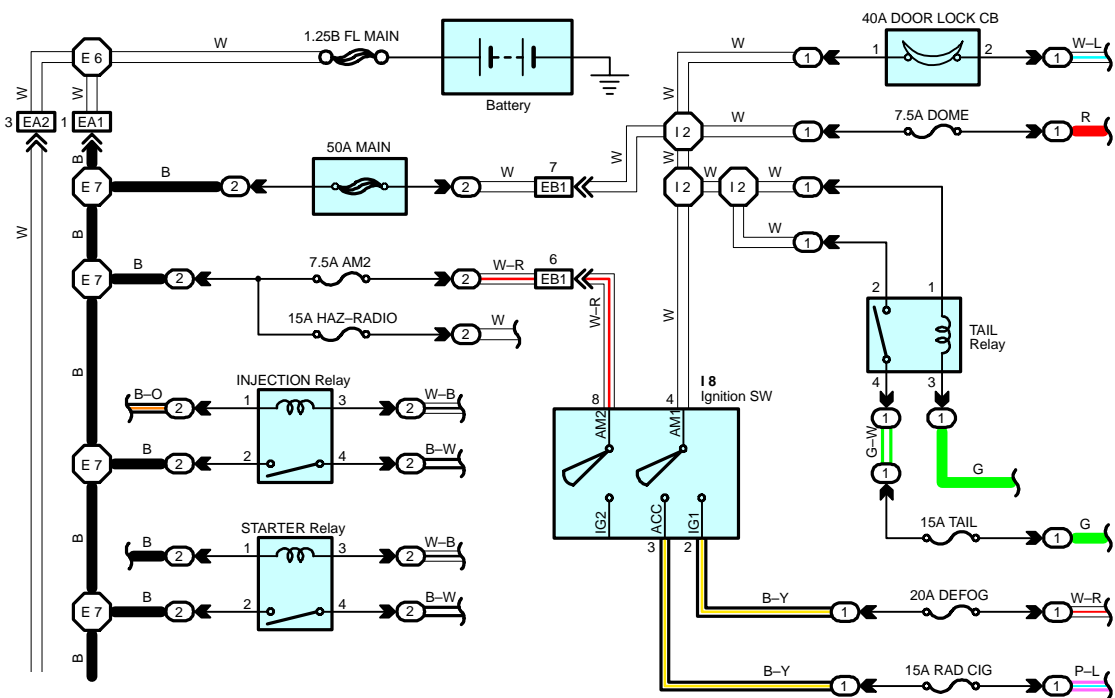 40A DOOR LOCK CB
W
1.25B FL MAIN
W
1
2
1
1
W–L
E 6
Battery
7.5A DOME
W
W
W
3 EA2
1 EA1
I 2
W
1
1
R
50A MAIN
B
B
E 7
2
2
W
7
EB1
W
W
I 2
W
I 2
W
1
W
1
B
W
B
E 7
2
7.5A AM2
2
W–R
6
EB1
15A HAZ–RADIO
2
W
W–R
W
2
1
TAIL
Relay
4
3
B
INJECTION Relay
B–O
2
1
3
2
W–B
I 8
Ignition SW
8
4
AM2
AM1
1
1
G–W
G
1
E 7
B
2
2
4
2
B–W
IG2
ACC
IG1
3
2
B
STARTER Relay
B
2
1
3
2
W–B
15A TAIL
1
G
E 7
B
2
2
4
2
B–W
B–Y
1
20A DEFOG
1
W–R
B
B–Y
1
15A RAD CIG
1
P–L